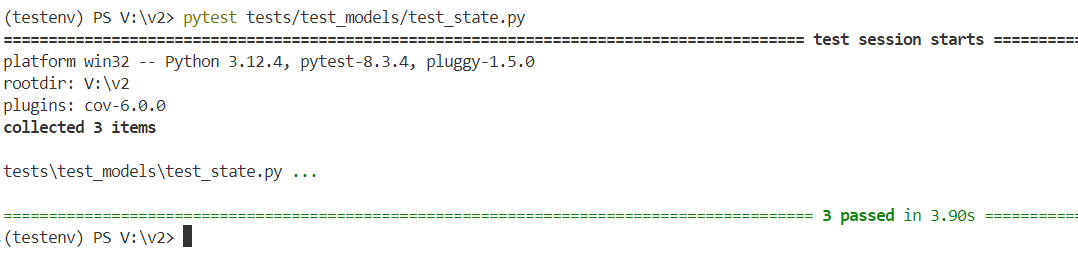 (testenv) PS V:\v2> pytest tests/test_models/test_state.py
========================================================================================= test session starts ==========
platform win32 -- Python 3.12.4, pytest-8.3.4, pluggy-1.5.0
rootdir: V:\v2
plugins: cov-6.0.0
collected 3 items
tests\test_models\test_state.py ...
========================================================================================== 3 passed in 3.90s ===========
(testenv) PS V:\v2>